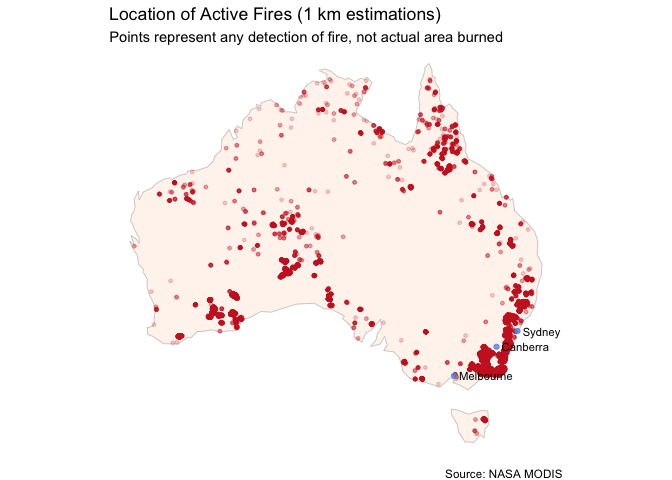 Location of Active Fires (1 km estimations)
Points represent any detection of fire, not actual area burned
Sydney
Canberra
Melbourne
Source: NASA MODIS